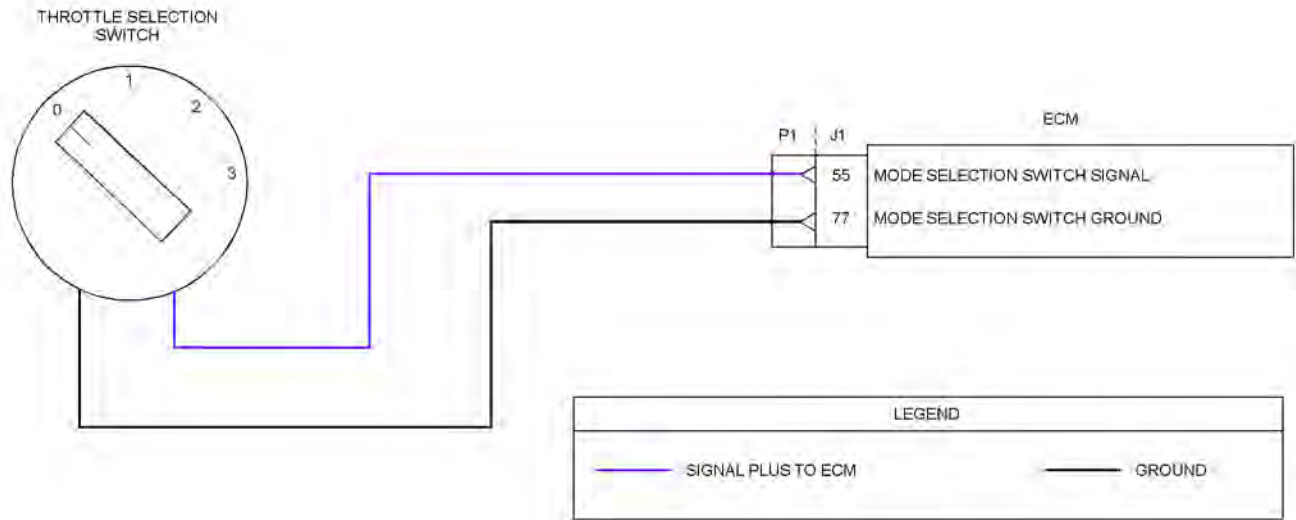 THROTTLE SELECTION
SWITCH
0
1
2
3
P1
J1
ECM
55 MODE SELECTION SWITCH SIGNAL
77 MODE SELECTION SWITCH GROUND
LEGEND
SIGNAL PLUS TO ECM
GROUND